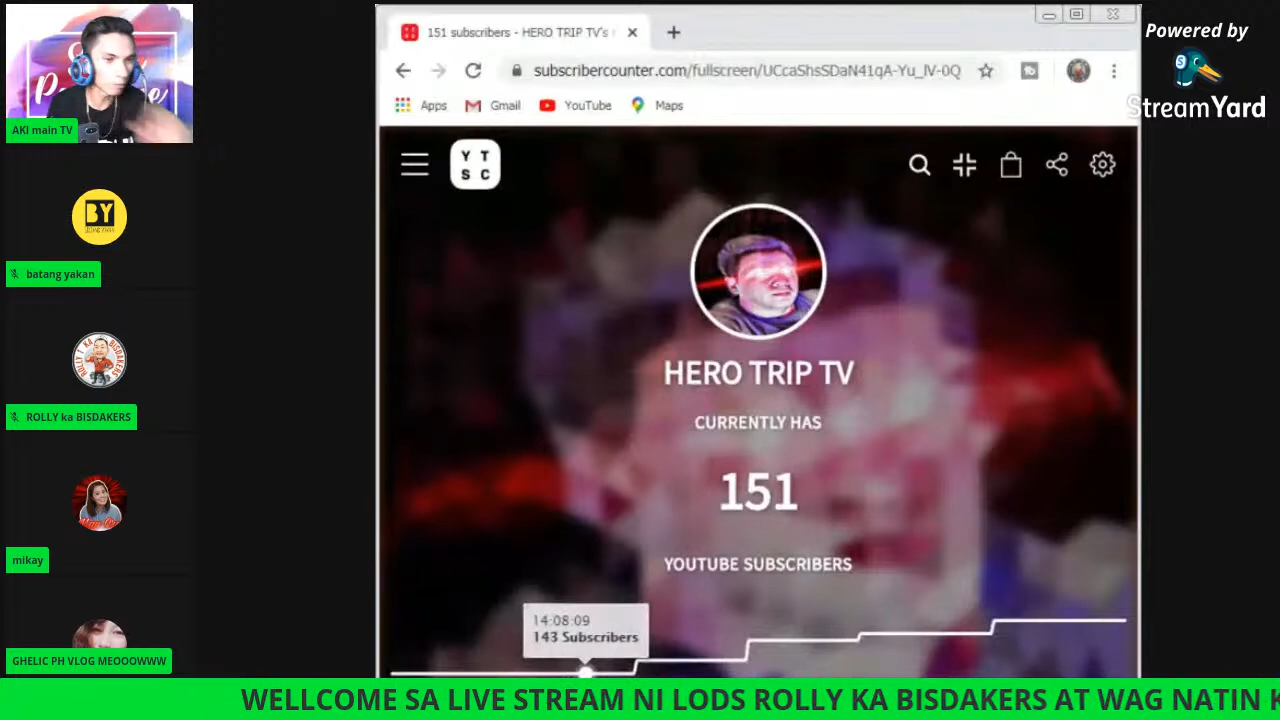 AKI main TV
BY
batang yakan
ROLLY ka BISDAKERS
mikay
GHELIC PH VLOG MEOOOWWW
151 subscribers - HERO TRIP TV's
subscribercounter.com/fullscreen/UCcaShsSDaN41qA-Yu_lV-0Q
Apps Gmail YouTube Maps
Y T
S C
HERO TRIP TV
CURRENTLY HAS
151
YOUTUBE SUBSCRIBERS
14:08:09
143 Subscribers
Powered by
StreamYard
WELLCOME SA LIVE STREAM NI LODS ROLLY KA BISDAKERS AT WAG NATIN